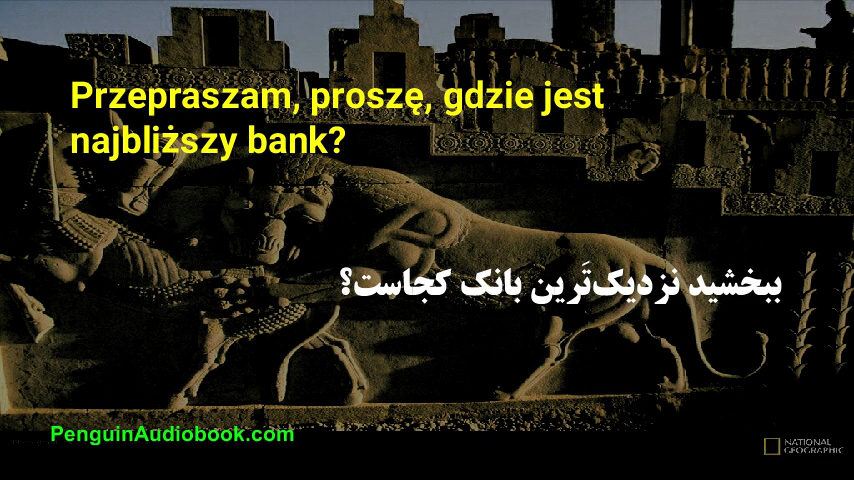 Przepraszam, proszę, gdzie jest
najbliższy bank?
ببخشید نزدیک‌تَرین بانک کجاست؟
PenguinAudiobook.com
NATIONAL
GEOGRAPHIC